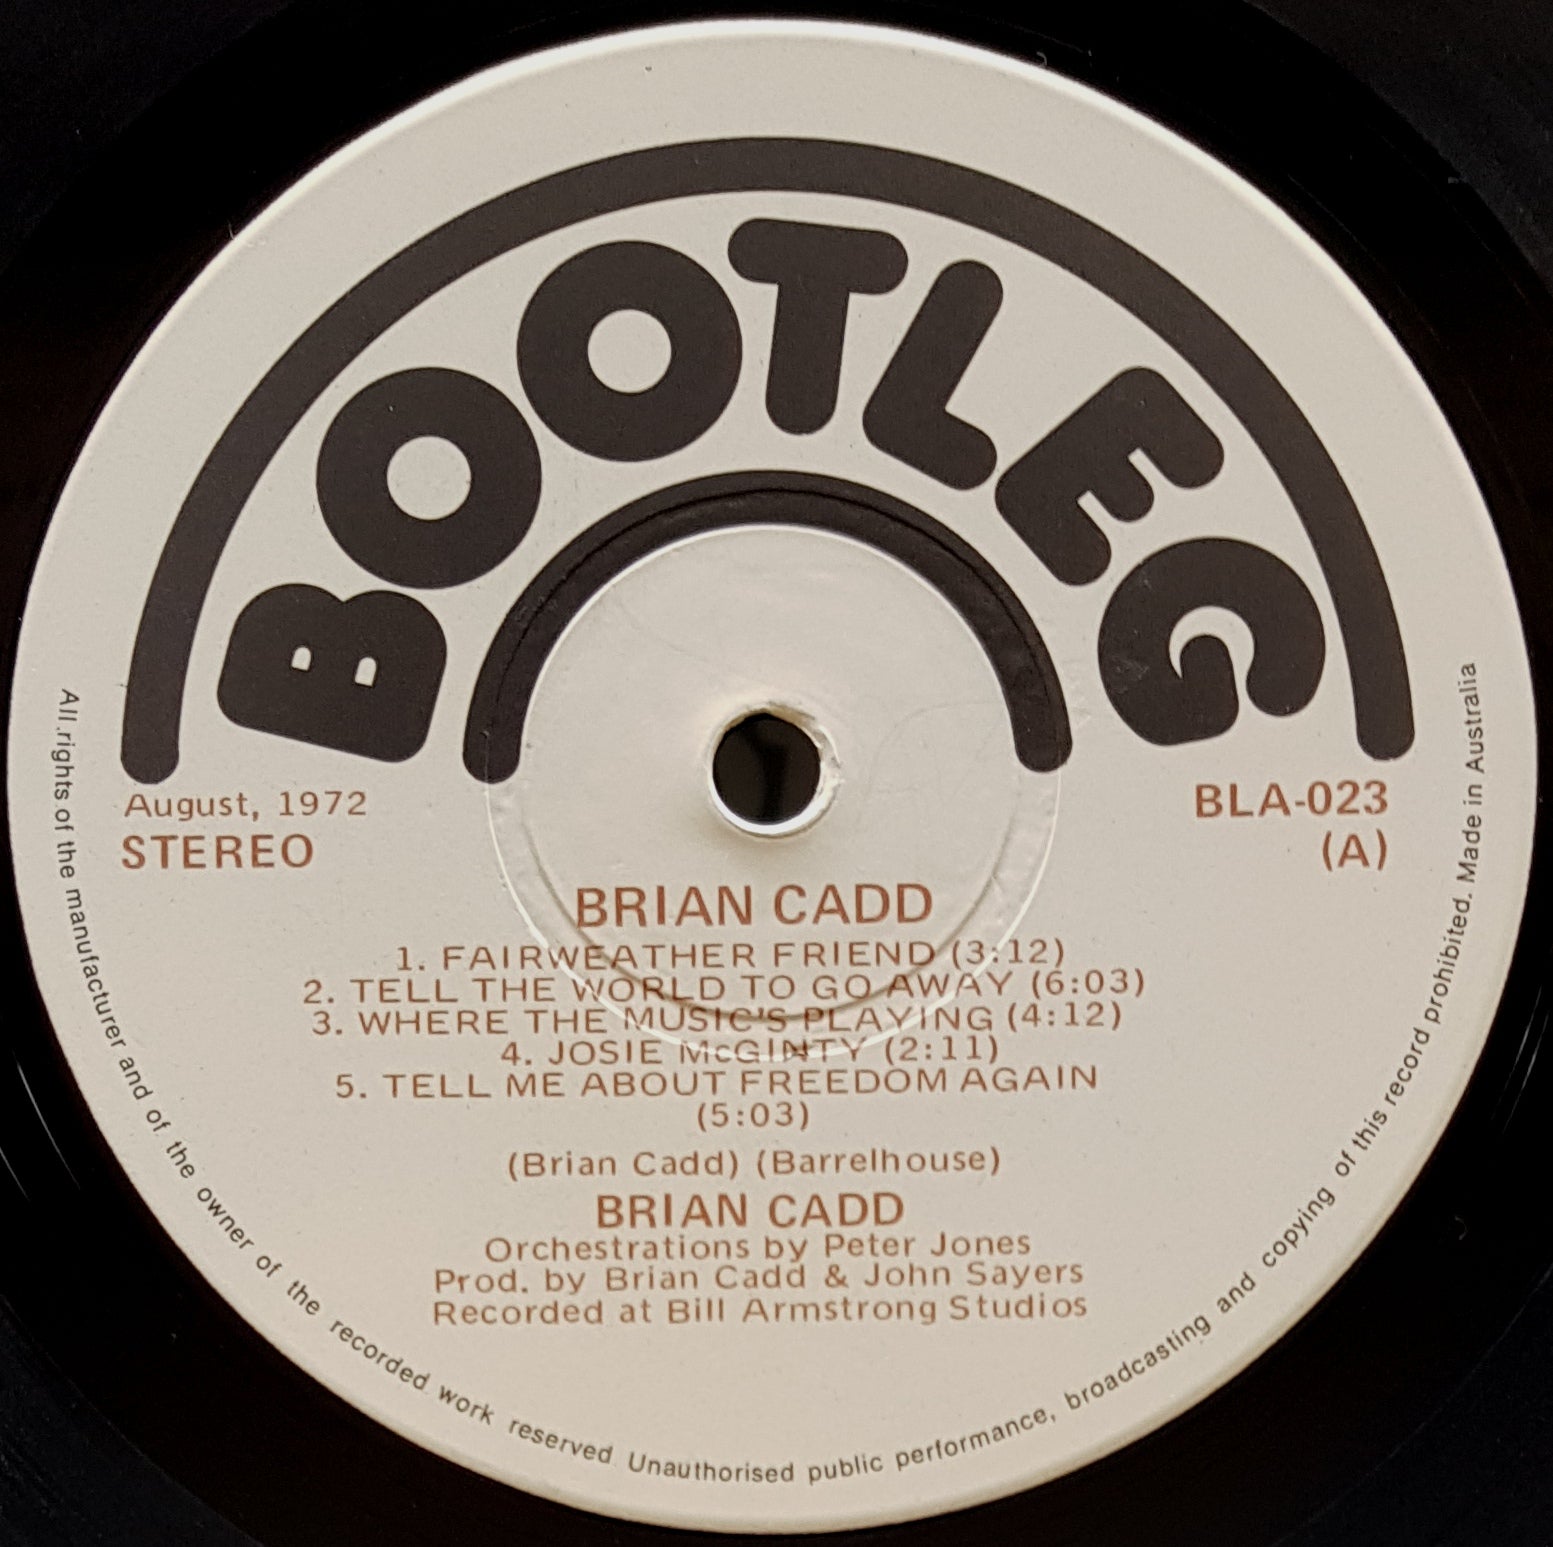 BOOTLEG
August, 1972
STEREO
BLA-023
(A)
BRIAN CADD
1. FAIRWEATHER FRIEND (3:12)
2. TELL THE WORLD TO GO AWAY (6:03)
3. WHERE THE MUSIC'S PLAYING (4:12)
4. JOSIE McGINTY (2:11)
5. TELL ME ABOUT FREEDOM AGAIN
(5:03)
(Brian Cadd) (Barrelhouse)
BRIAN CADD
Orchestrations by Peter Jones
Prod. by Brian Cadd & John Sayers
Recorded at Bill Armstrong Studios
All rights of the manufacturer and of the owner of the recorded work reserved. Unauthorised public performance, broadcasting and copying of this record prohibited. Made in Australia